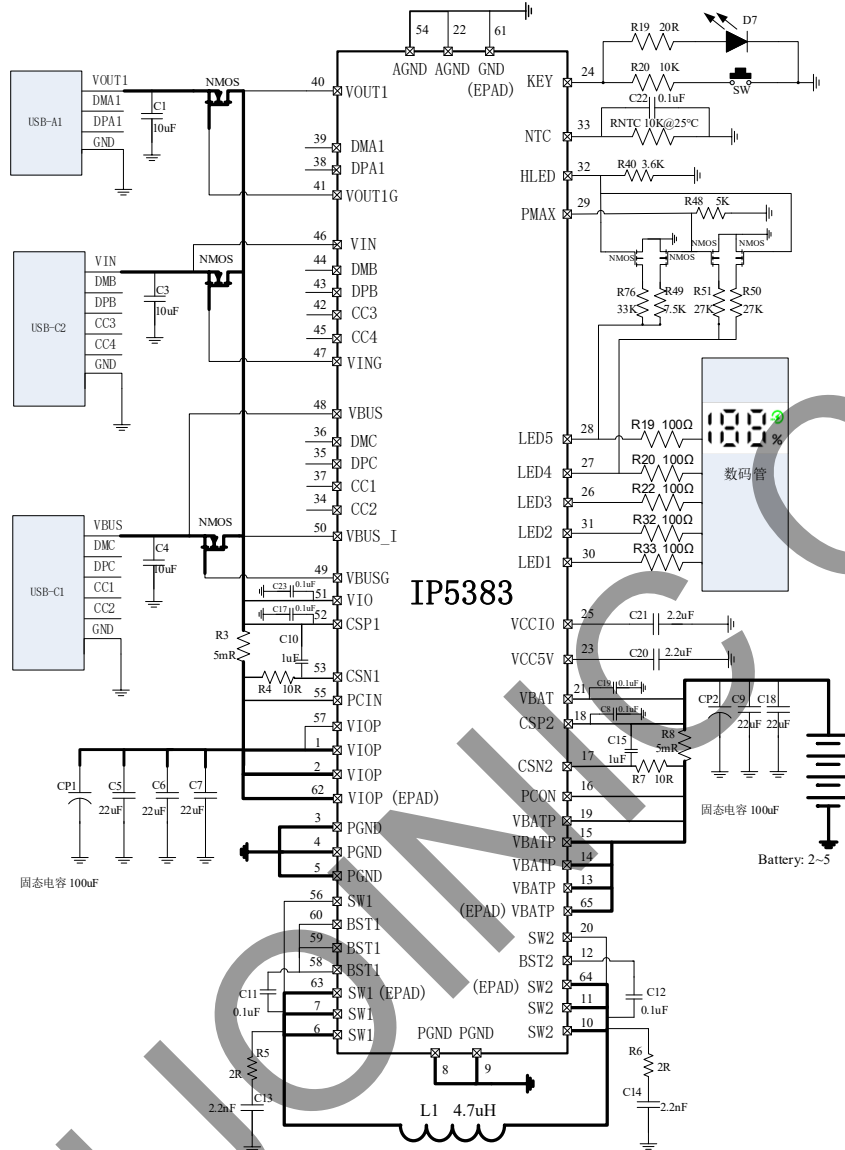 54
22
61
AGND
AGND
GND
(EPAD)
D7
R19 20R
R20 10K
SW
24
KEY
C22
0.1uF
RNTC 10K@25℃
33
NTC
32
HLED
R40 3.6K
29
PMAX
R48 5K
NMOS
NMOS
NMOS
NMOS
R76
33K
R49
7.5K
R51
27K
R50
27K
USB-A1
VOUT1
DMA1
DPA1
GND
C1
10uF
NMOS
40
VOUT1
39
DMA1
38
DPA1
41
VOUT1G
USB-C2
VIN
DMB
DPB
CC3
CC4
GND
C3
10uF
NMOS
46
VIN
44
DMB
43
DPB
42
CC3
45
CC4
47
VING
48
VBUS
36
DMC
35
DPC
37
CC1
34
CC2
USB-C1
VBUS
DMC
DPC
CC1
CC2
GND
C4
10uF
NMOS
50
VBUS_I
49
VBUSG
C23
0.1uF
51
VIO
C17
0.1uF
52
CSP1
IP5383
R3
5mR
C10
1uF
R4 10R
53
CSN1
55
PCIN
57
VIOP
1
VIOP
2
VIOP
62
VIOP (EPAD)
CP1
C5
22uF
C6
22uF
C7
22uF
固态电容 100uF
3
PGND
4
PGND
5
PGND
56
SW1
60
BST1
59
BST1
58
BST1
63
SW1 (EPAD)
7
SW1
6
SW1
C11
0.1uF
R5
2R
C13
2.2nF
LED5
28
R19 100Ω
LED4
27
R20 100Ω
LED3
26
R22 100Ω
LED2
31
R32 100Ω
LED1
30
R33 100Ω
188
%
数码管
VCCIO
25
C21
2.2uF
VCC5V
23
C20
2.2uF
VBAT
21
C19
0.1uF
CSP2
18
C8
0.1uF
C15
1uF
R8
5mR
CSN2
17
R7 10R
PCON
16
VBATP
19
VBATP
15
VBATP
14
VBATP
13
(EPAD) VBATP
65
CP2
C9
22uF
C18
22uF
固态电容 100uF
Battery: 2~5
SW2
20
BST2
12
(EPAD) SW2
64
SW2
11
SW2
10
C12
0.1uF
R6
2R
C14
2.2nF
PGND PGND
8
9
L1 4.7uH